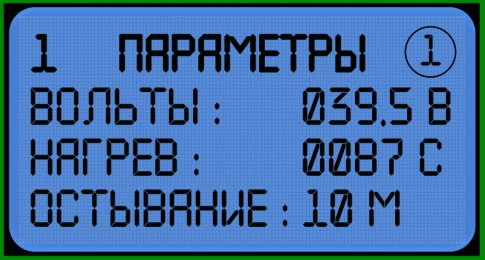 1 ПАРАМЕТРЫ 1
ВОЛЬТЫ : 039.5 В
НАГРЕВ : 0087 С
ОСТЫВАНИЕ : 10 М